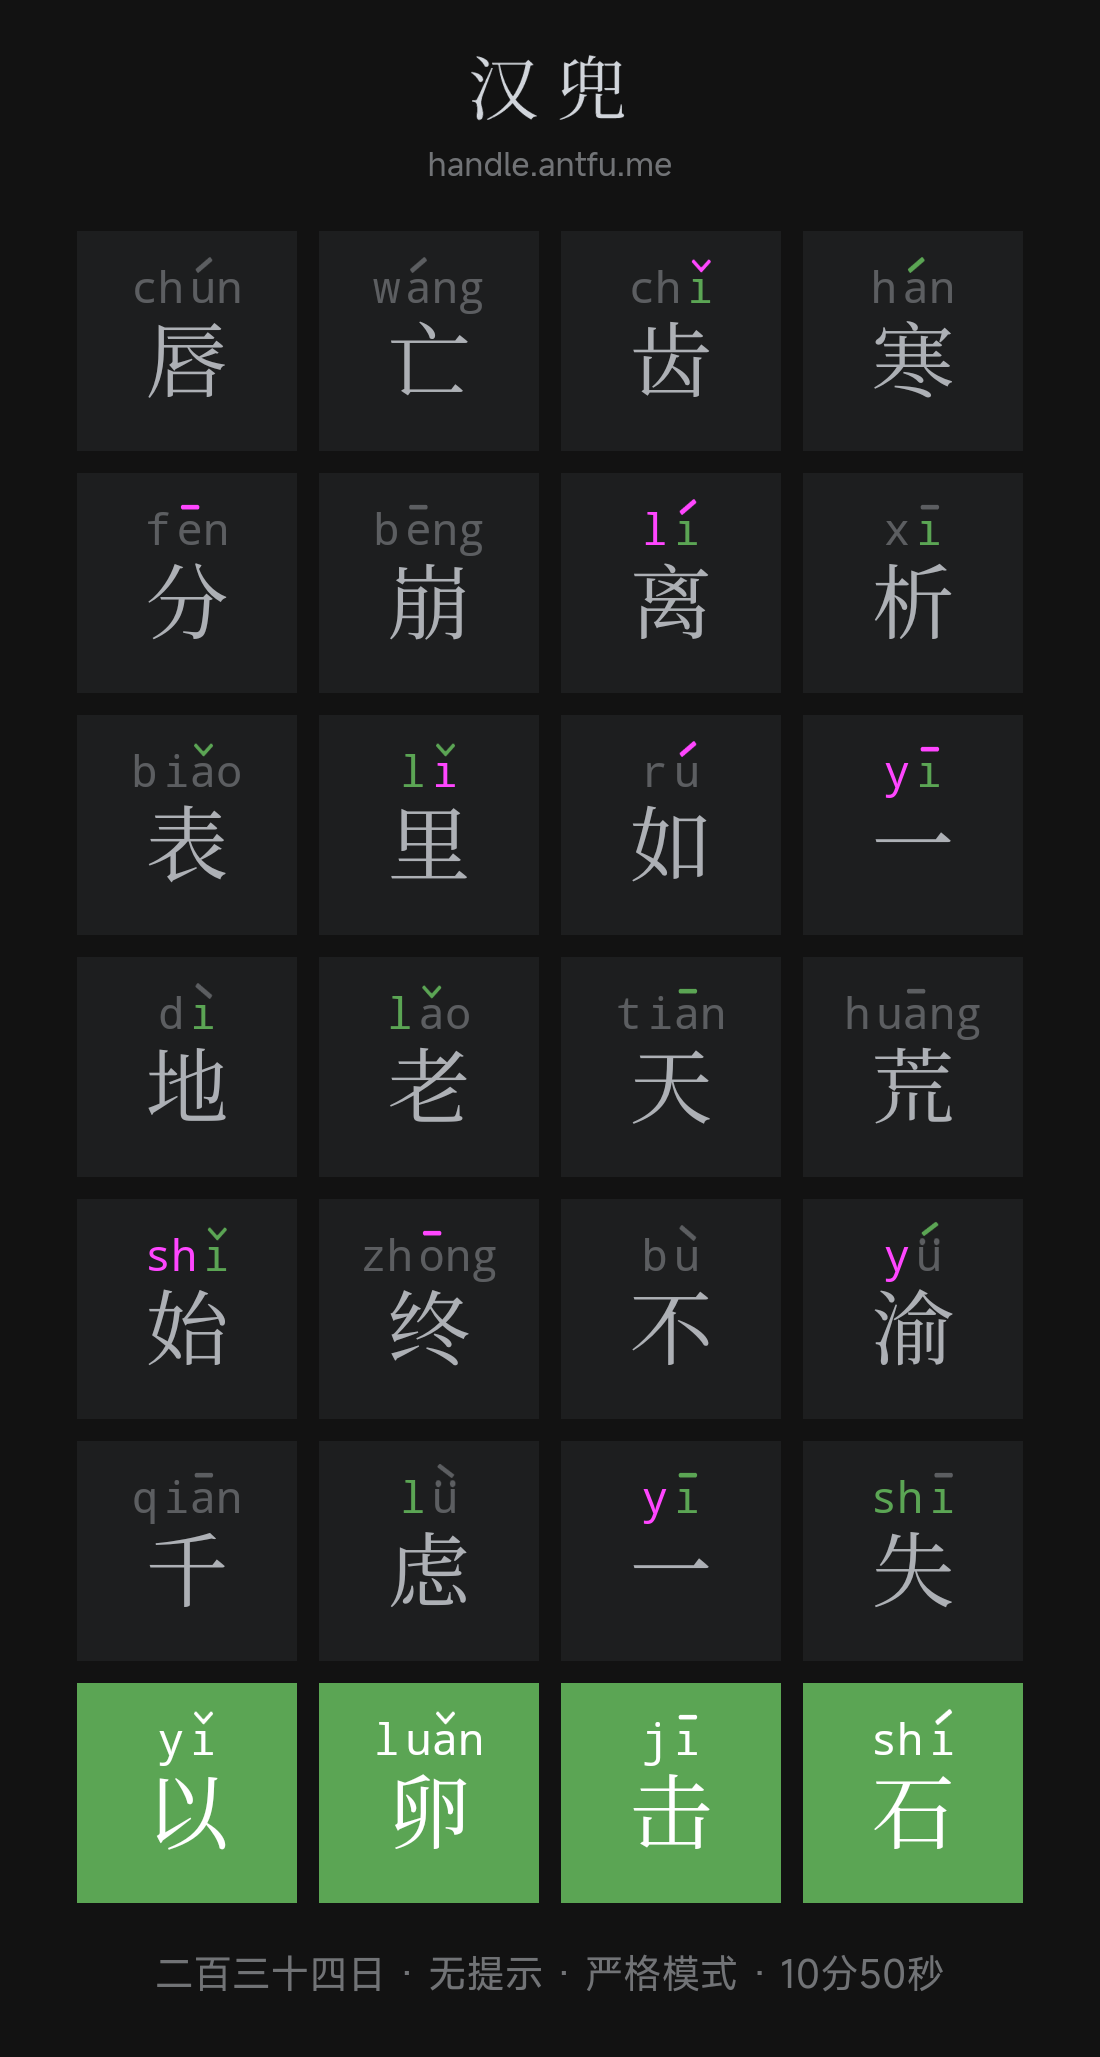 汉兜
handle.antfu.me
chún wáng chǐ hán
唇 亡 齿 寒
fēn bēng lí xī
分 崩 离 析
biǎo lǐ rú yī
表 里 如 一
dì lǎo tiān huāng
地 老 天 荒
shǐ zhōng bù yǘ
始 终 不 渝
qiān lǜ yī shī
千 虑 一 失
yǐ luǎn jī shí
以 卵 击 石
二百三十四日 · 无提示 · 严格模式 · 10分50秒